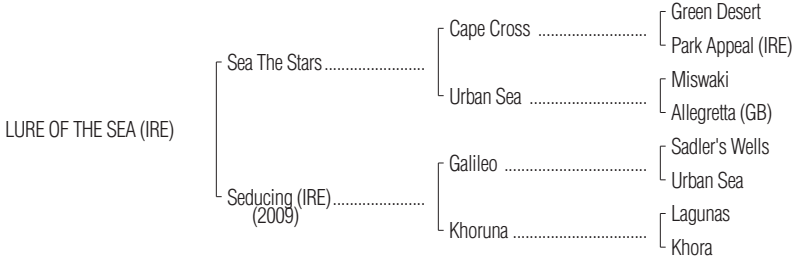 Green Desert
Cape Cross ..........................
Park Appeal (IRE)
Sea The Stars ........................
Miswaki
Urban Sea ............................
Allegretta (GB)
LURE OF THE SEA (IRE)
Sadler's Wells
Galileo ..................................
Urban Sea
Seducing (IRE) ......................
(2009)
Lagunas
Khoruna ................................
Khora